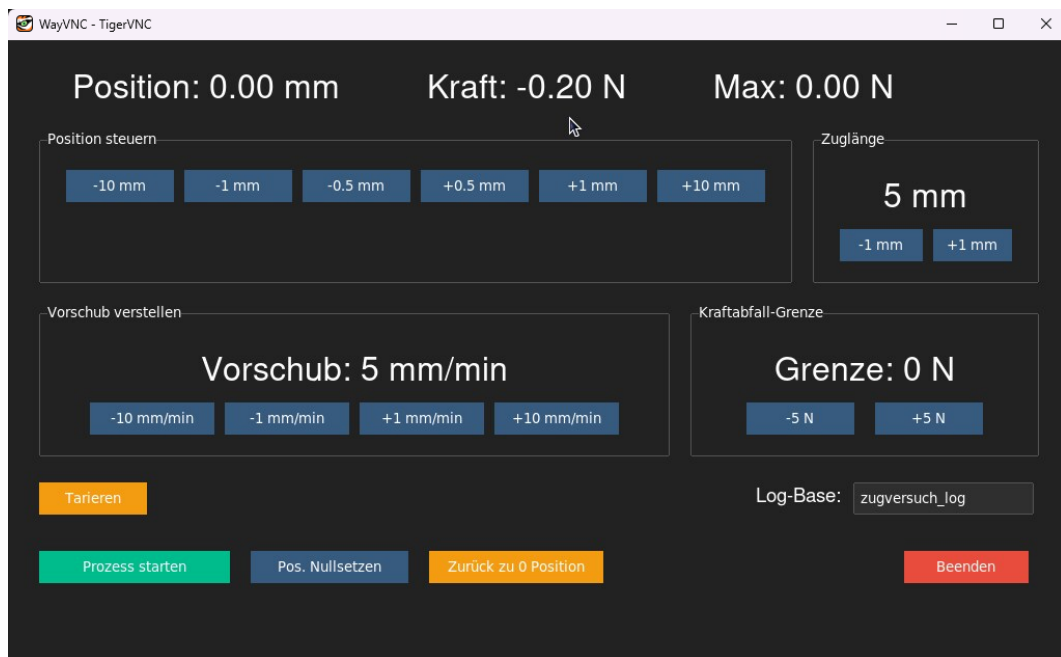 WayVNC - TigerVNC
Position: 0.00 mm Kraft: -0.20 N Max: 0.00 N
Position steuern
-10 mm -1 mm -0.5 mm +0.5 mm +1 mm +10 mm
Zuglänge
5 mm
-1 mm +1 mm
Vorschub verstellen
Vorschub: 5 mm/min
-10 mm/min -1 mm/min +1 mm/min +10 mm/min
Kraftabfall-Grenze
Grenze: 0 N
-5 N +5 N
Tarieren
Log-Base: zugversuch_log
Prozess starten Pos. Nullsetzen Zurück zu 0 Position Beenden